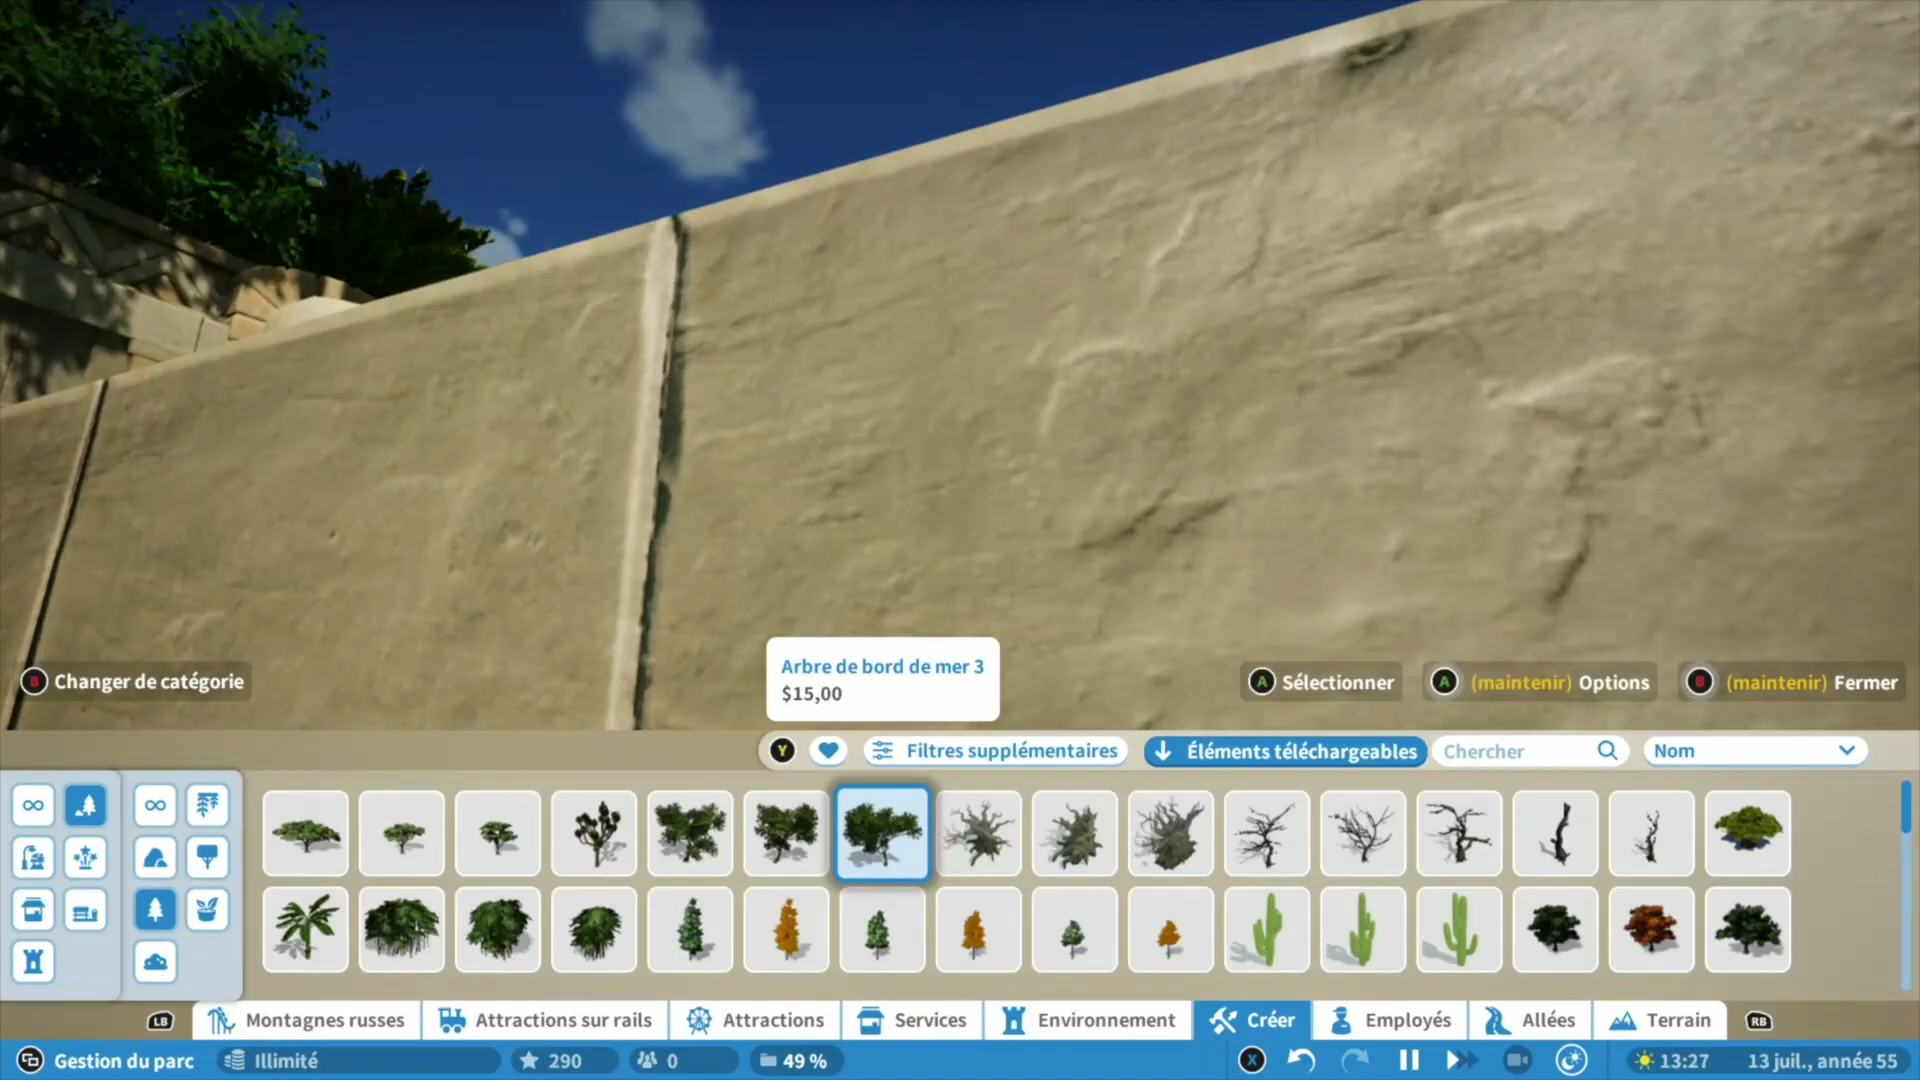 B Changer de catégorie
Arbre de bord de mer 3
$15,00
A Sélectionner
A (maintenir) Options
B (maintenir) Fermer
Y
Filtres supplémentaires
Éléments téléchargeables
Chercher
Nom
LB
Montagnes russes
Attractions sur rails
Attractions
Services
Environnement
Créer
Employés
Allées
Terrain
RB
Gestion du parc
Illimité
290
0
49 %
X
13:27
13 juil., année 55